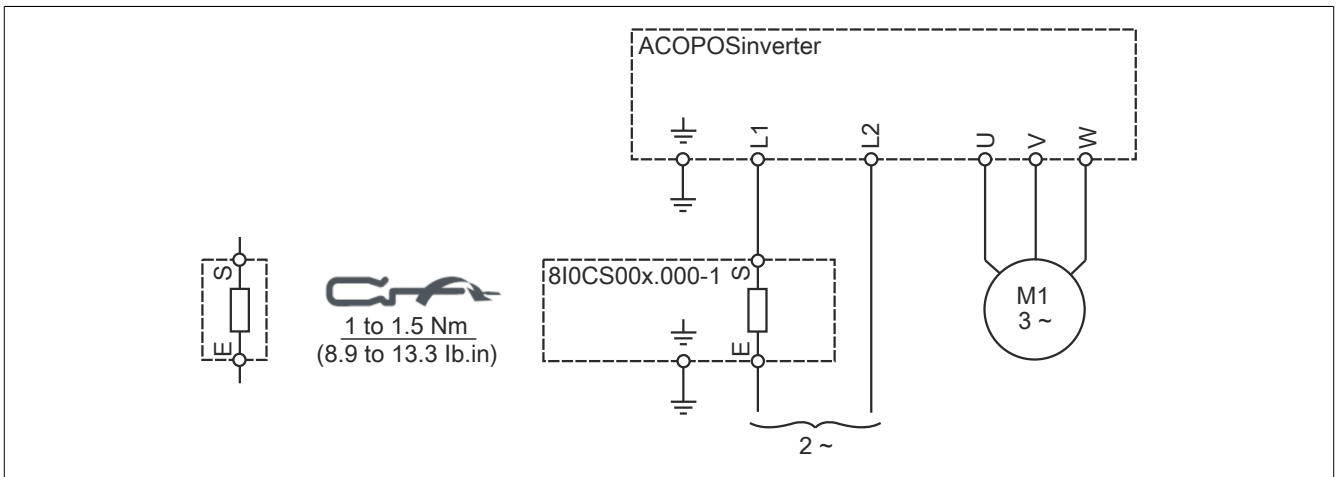 ACOPOSinverter
L1
L2
U
V
W
S
E
1 to 1.5 Nm
(8.9 to 13.3 lb.in)
8I0CS00x.000-1
S
E
M1
3 ~
2 ~